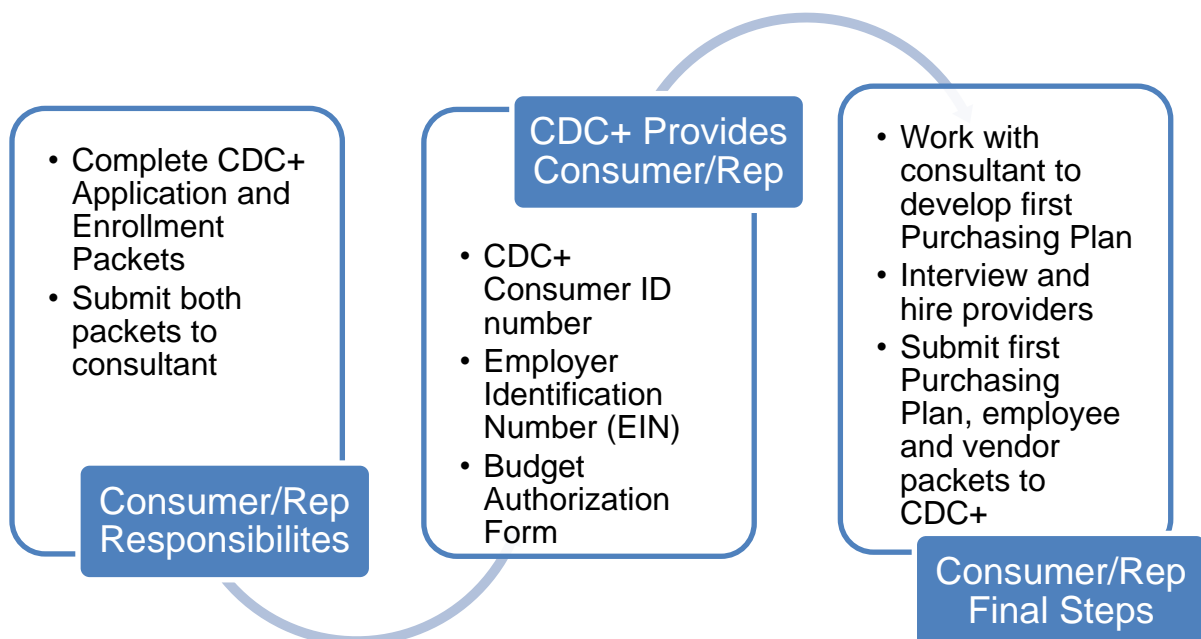 • Complete CDC+
Application and
Enrollment
Packets
• Submit both
packets to
consultant
Consumer/Rep
Responsibilites
CDC+ Provides
Consumer/Rep
• CDC+
Consumer ID
number
• Employer
Identification
Number (EIN)
• Budget
Authorization
Form
• Work with
consultant to
develop first
Purchasing Plan
• Interview and
hire providers
• Submit first
Purchasing
Plan, employee
and vendor
packets to
CDC+
Consumer/Rep
Final Steps